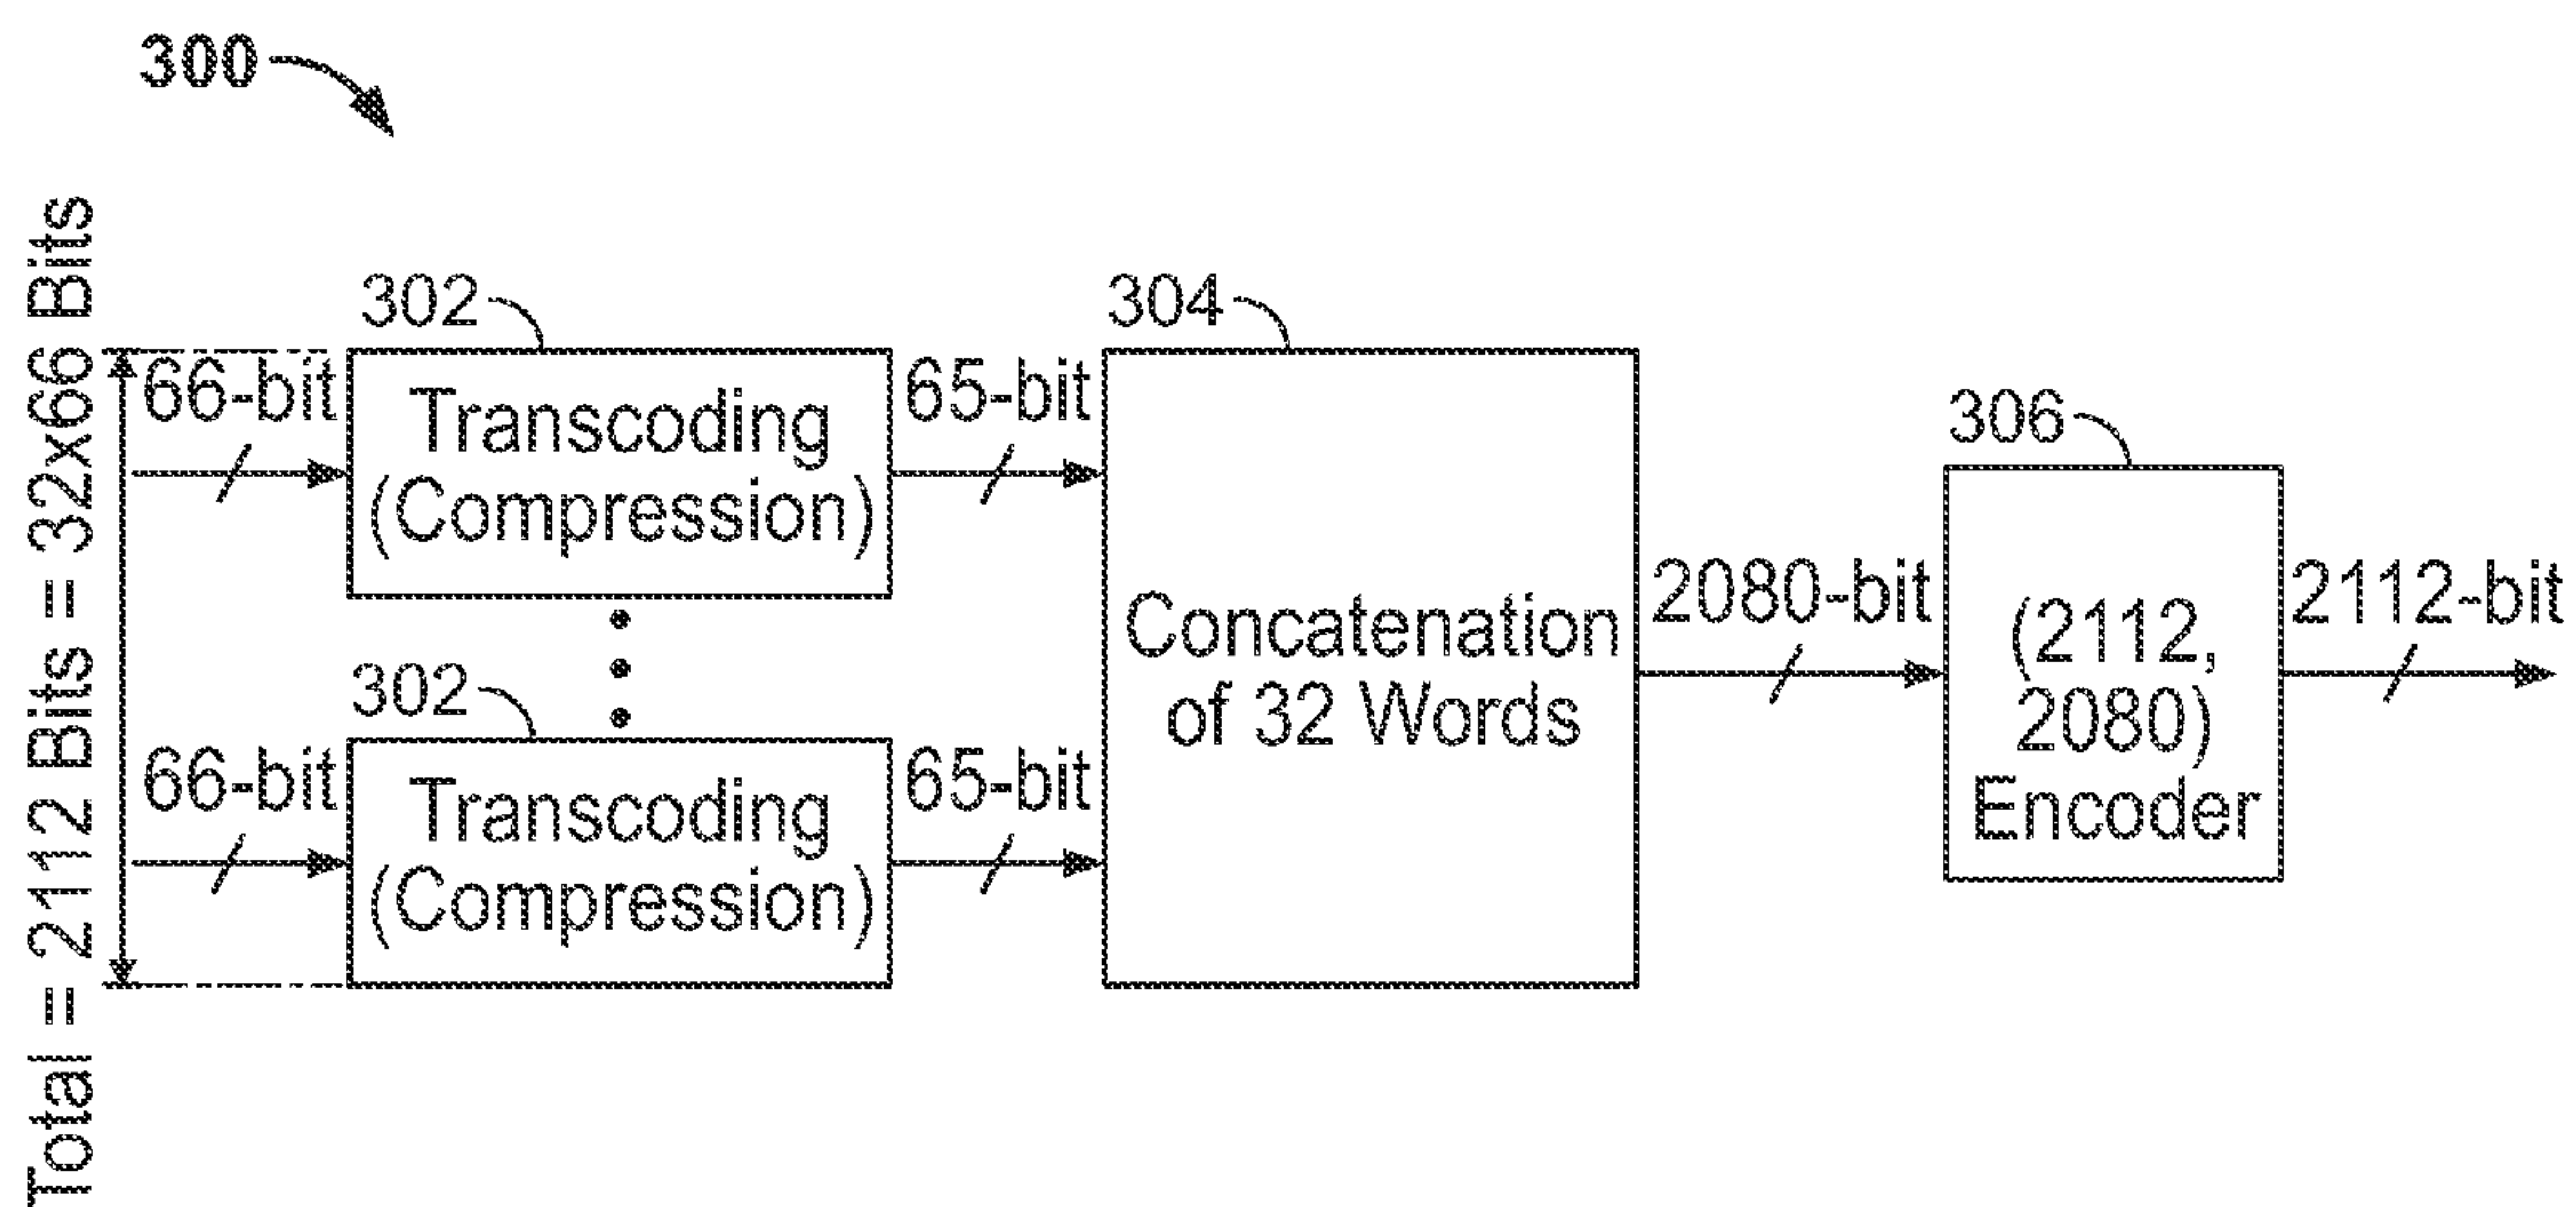 300
Total = 2112 Bits = 32x66 Bits
302
66-bit
Transcoding
(Compression)
65-bit
302
66-bit
Transcoding
(Compression)
65-bit
304
Concatenation
of 32 Words
2080-bit
306
(2112,
2080)
Encoder
2112-bit